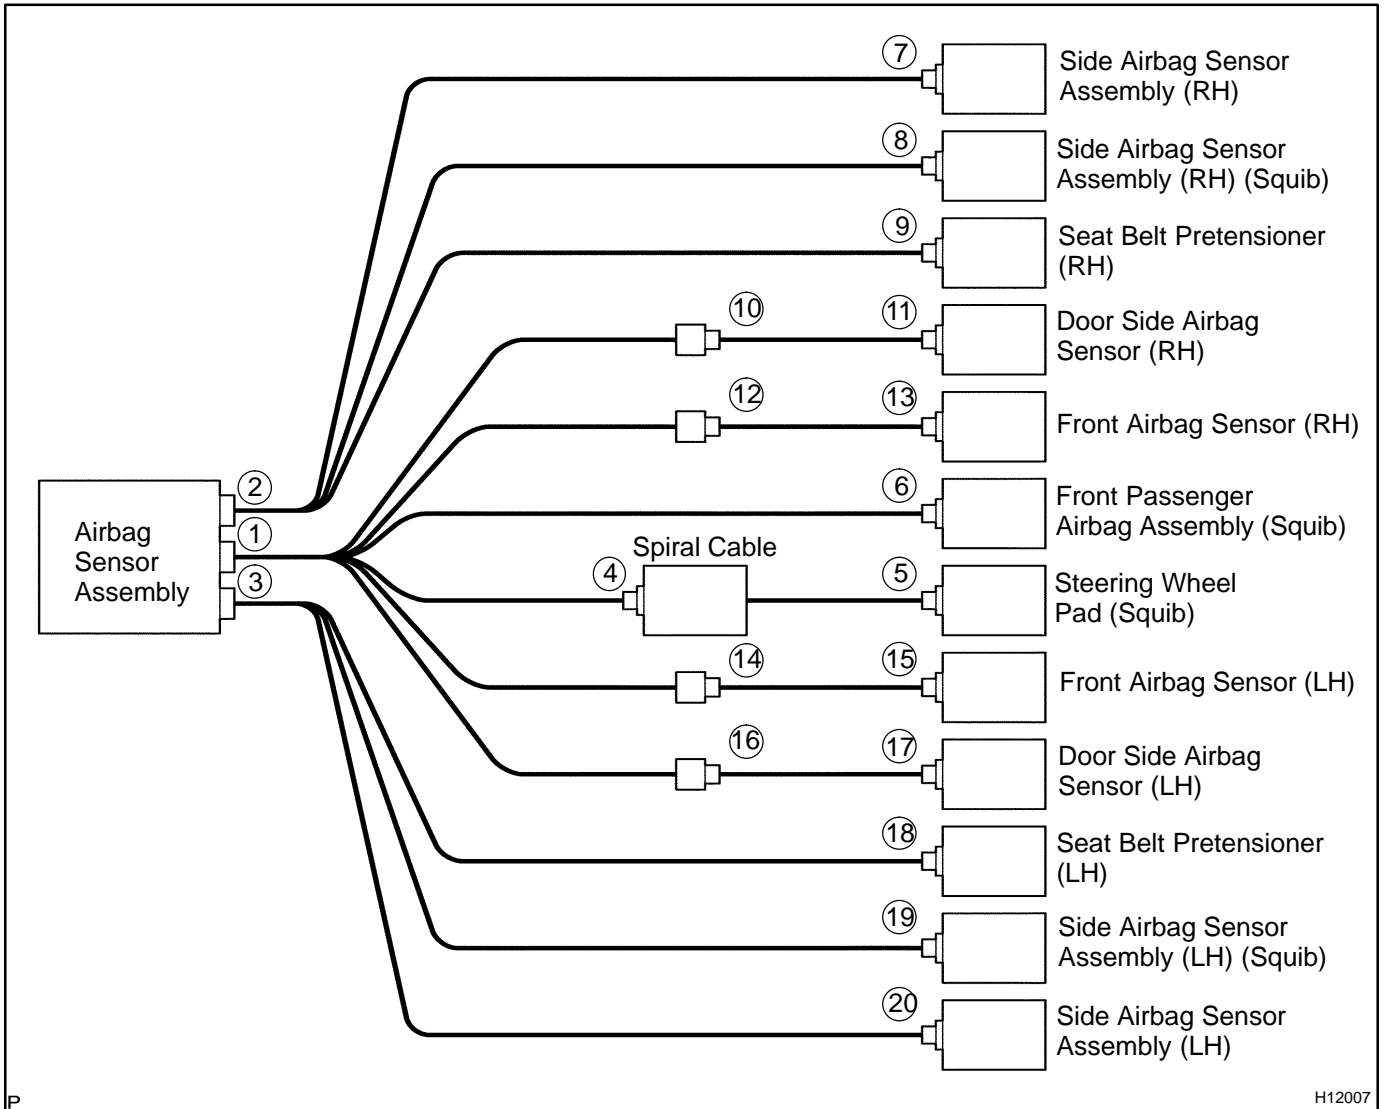 7
Side Airbag Sensor
Assembly (RH)
8
Side Airbag Sensor
Assembly (RH) (Squib)
9
Seat Belt Pretensioner
(RH)
10
11
Door Side Airbag
Sensor (RH)
12
13
Front Airbag Sensor (RH)
2
1
3
Airbag
Sensor
Assembly
6
Front Passenger
Airbag Assembly (Squib)
Spiral Cable
4
5
Steering Wheel
Pad (Squib)
14
15
Front Airbag Sensor (LH)
16
17
Door Side Airbag
Sensor (LH)
18
Seat Belt Pretensioner
(LH)
19
Side Airbag Sensor
Assembly (LH) (Squib)
20
Side Airbag Sensor
Assembly (LH)
P
H12007